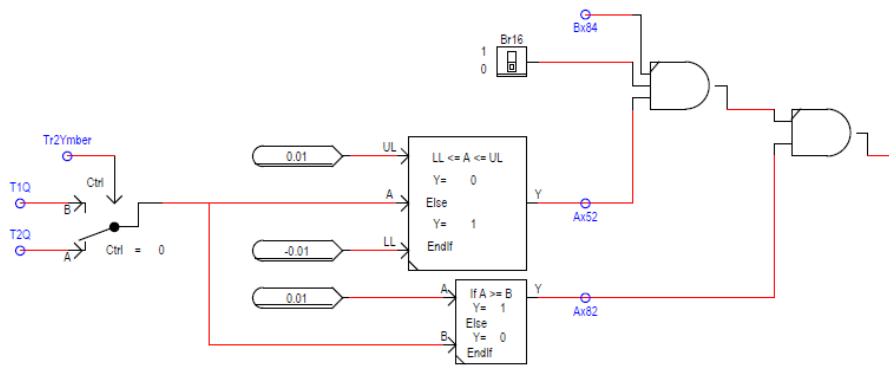 Bx84
Br16
1
0
Tr2Ymber
Ctrl
T1Q
B
T2Q
A
Ctrl = 0
0.01
UL
A
-0.01
LL
LL <= A <= UL
Y= 0
Else
Y= 1
EndIf
Y
Ax52
0.01
A
B
If A >= B
Y= 1
Else
Y= 0
EndIf
Y
Ax82